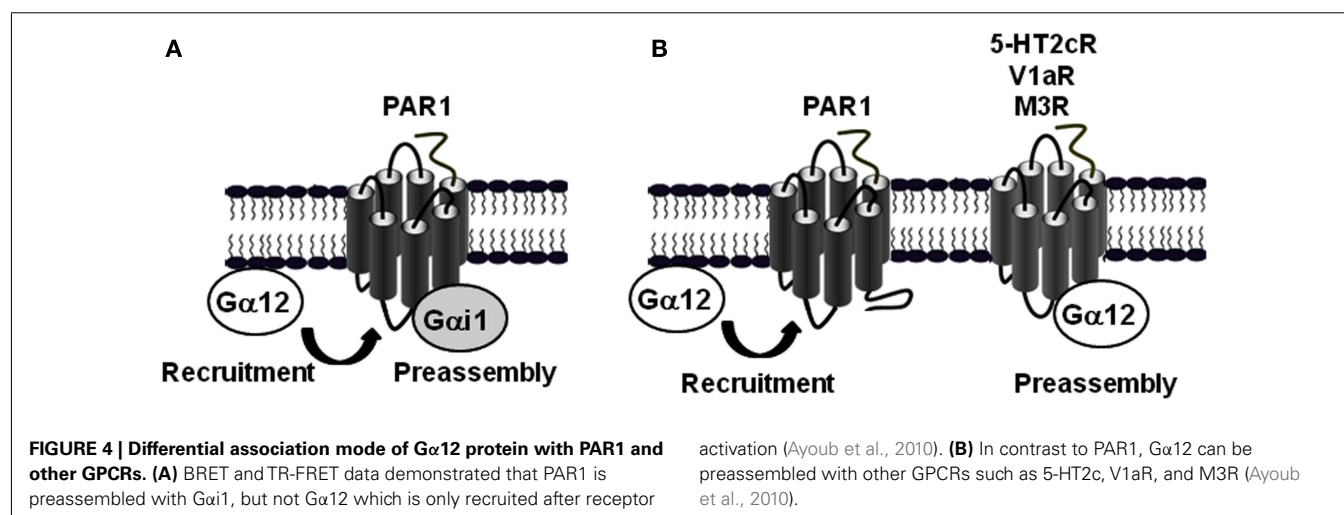 A
PAR1
Gα12
Gαi1
Recruitment
Preassembly
B
PAR1
5-HT2cR
V1aR
M3R
Gα12
Gα12
Recruitment
Preassembly
FIGURE 4 | Differential association mode of Gα12 protein with PAR1 and
other GPCRs. (A) BRET and TR-FRET data demonstrated that PAR1 is
preassembled with Gαi1, but not Gα12 which is only recruited after receptor
activation (Ayoub et al., 2010). (B) In contrast to PAR1, Gα12 can be
preassembled with other GPCRs such as 5-HT2c, V1aR, and M3R (Ayoub
et al., 2010).